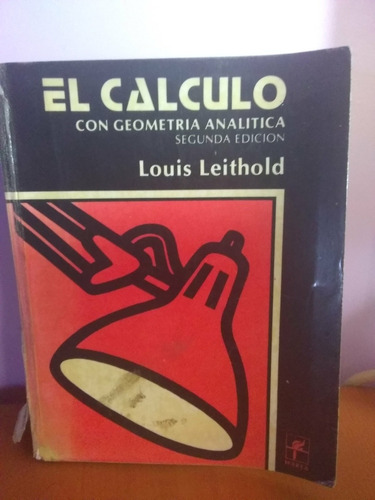 EL CALCULO
CON GEOMETRIA ANALITICA
SEGUNDA EDICION
Louis Leithold